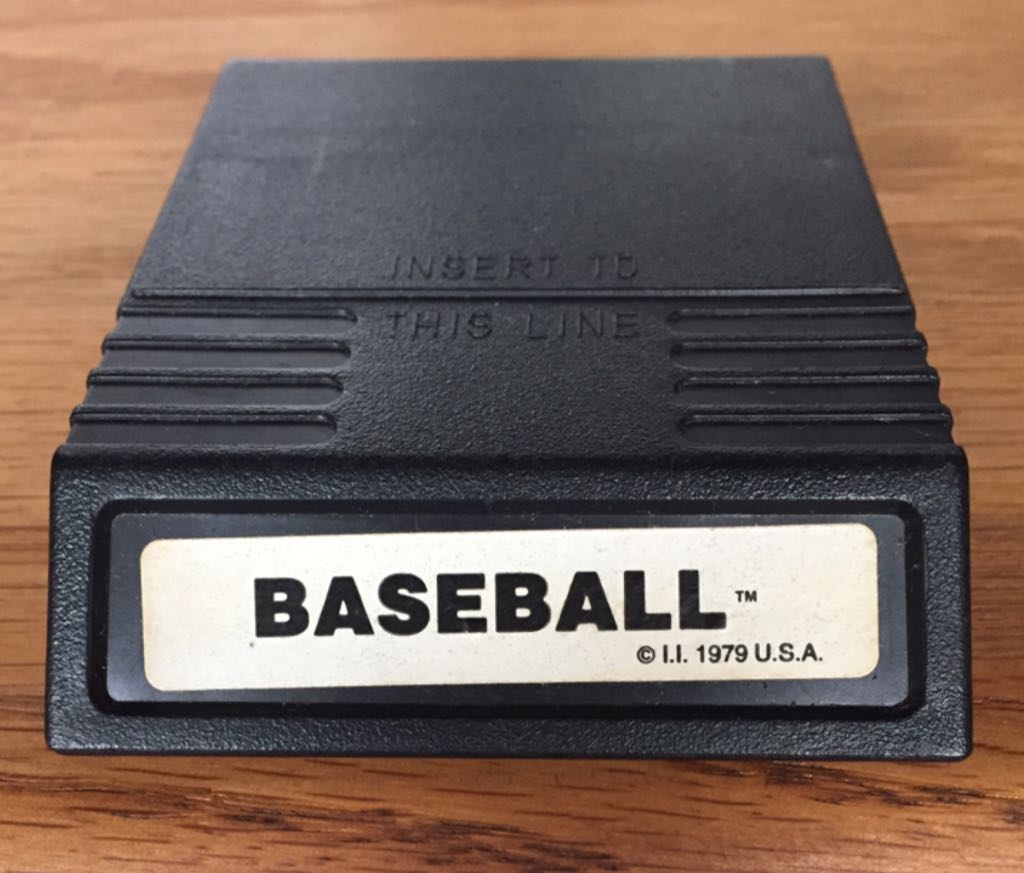 INSERT TO
THIS LINE
BASEBALL™
© I.I. 1979 U.S.A.